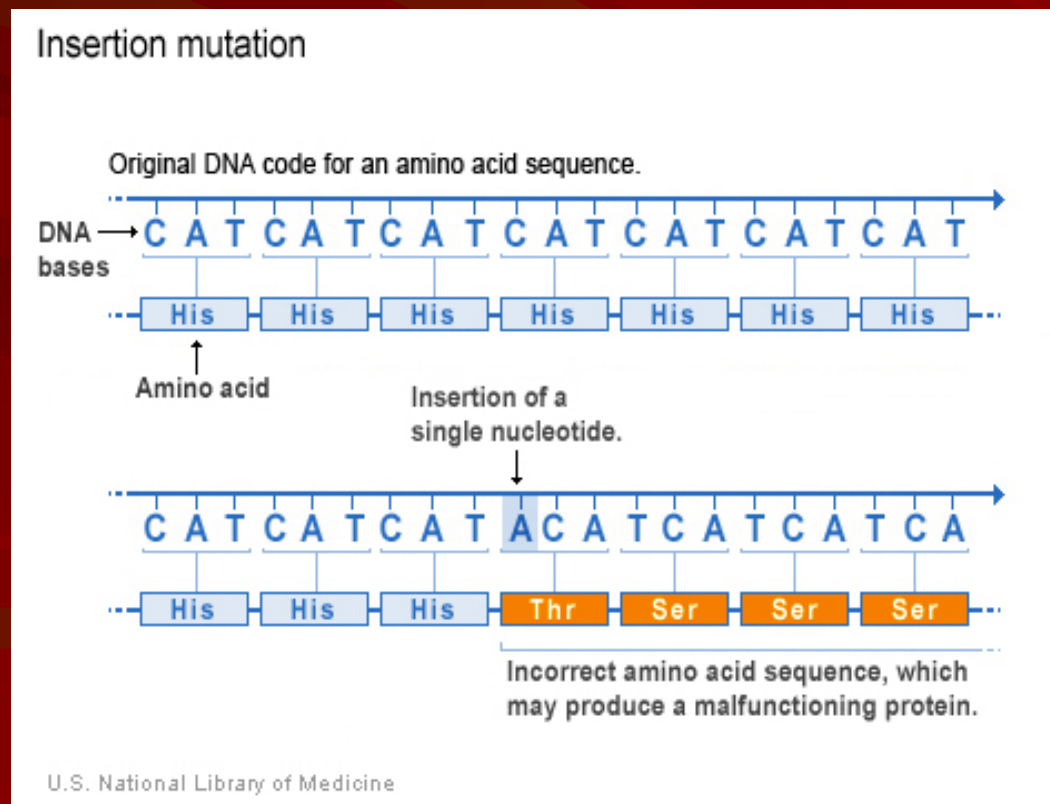 Insertion mutation
Original DNA code for an amino acid sequence.
DNA bases
C A T C A T C A T C A T C A T C A T C A T
His His His His His His His
Amino acid
Insertion of a
single nucleotide.
C A T C A T C A T A C A T C A T C A T C A
His His His Thr Ser Ser Ser
Incorrect amino acid sequence, which
may produce a malfunctioning protein.
U.S. National Library of Medicine